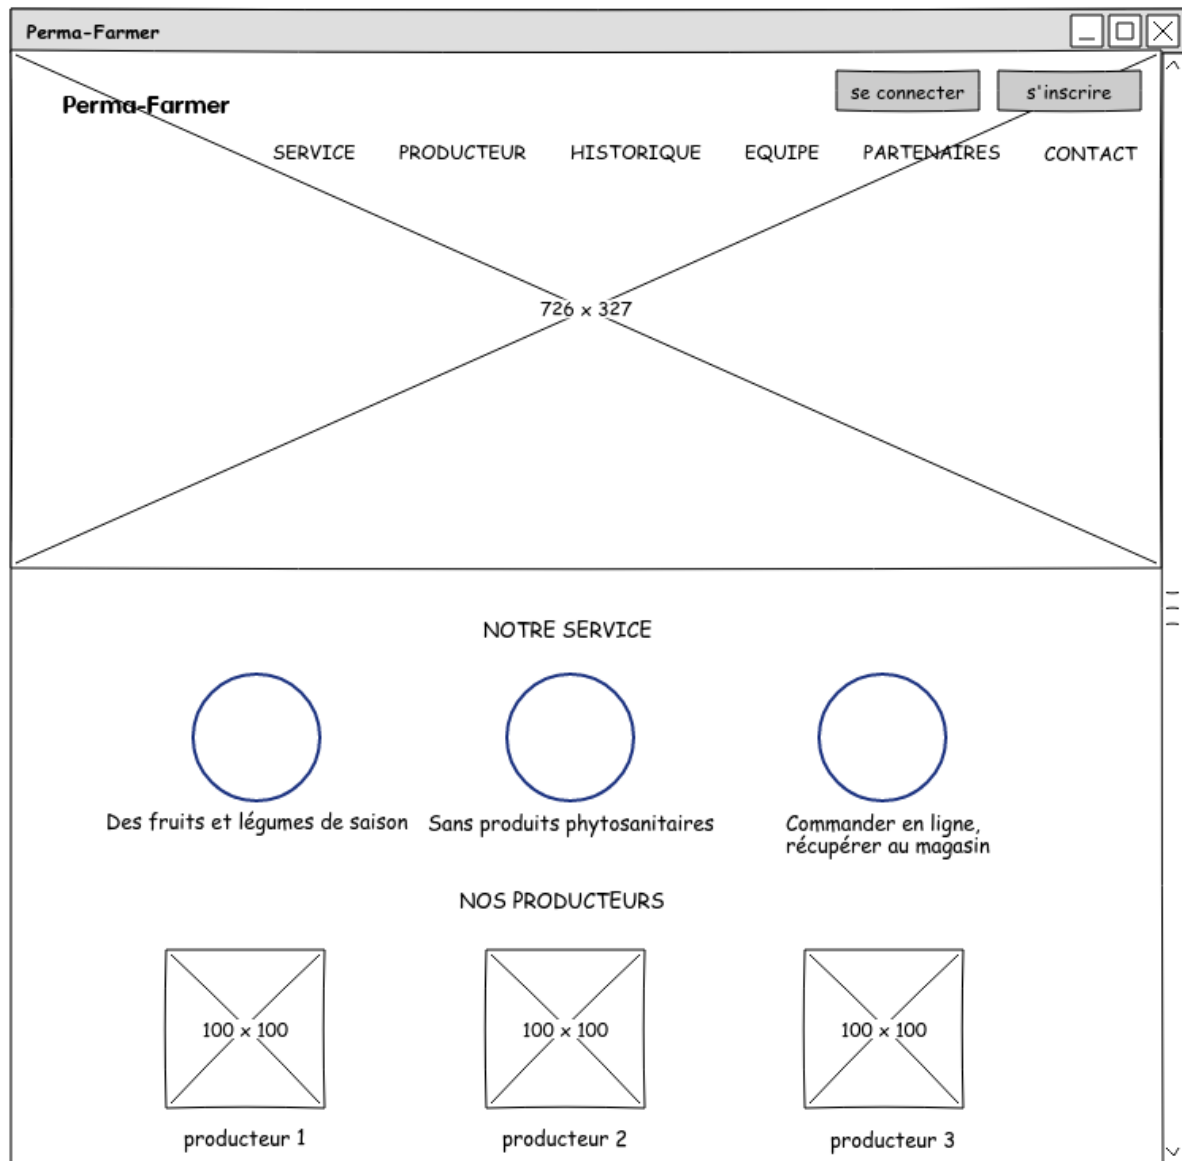 Perma-Farmer
se connecter
s'inscrire
Perma-Farmer
SERVICE
PRODUCTEUR
HISTORIQUE
EQUIPE
PARTENAIRES
CONTACT
726 x 327
NOTRE SERVICE
Des fruits et légumes de saison
Sans produits phytosanitaires
Commander en ligne,
récupérer au magasin
NOS PRODUCTEURS
100 x 100
100 x 100
100 x 100
producteur 1
producteur 2
producteur 3